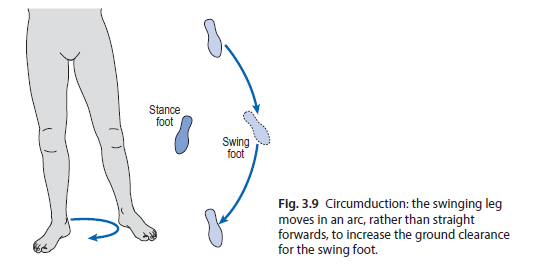 Stance
foot
Swing
foot
Fig. 3.9 Circumduction: the swinging leg
moves in an arc, rather than straight
forwards, to increase the ground clearance
for the swing foot.